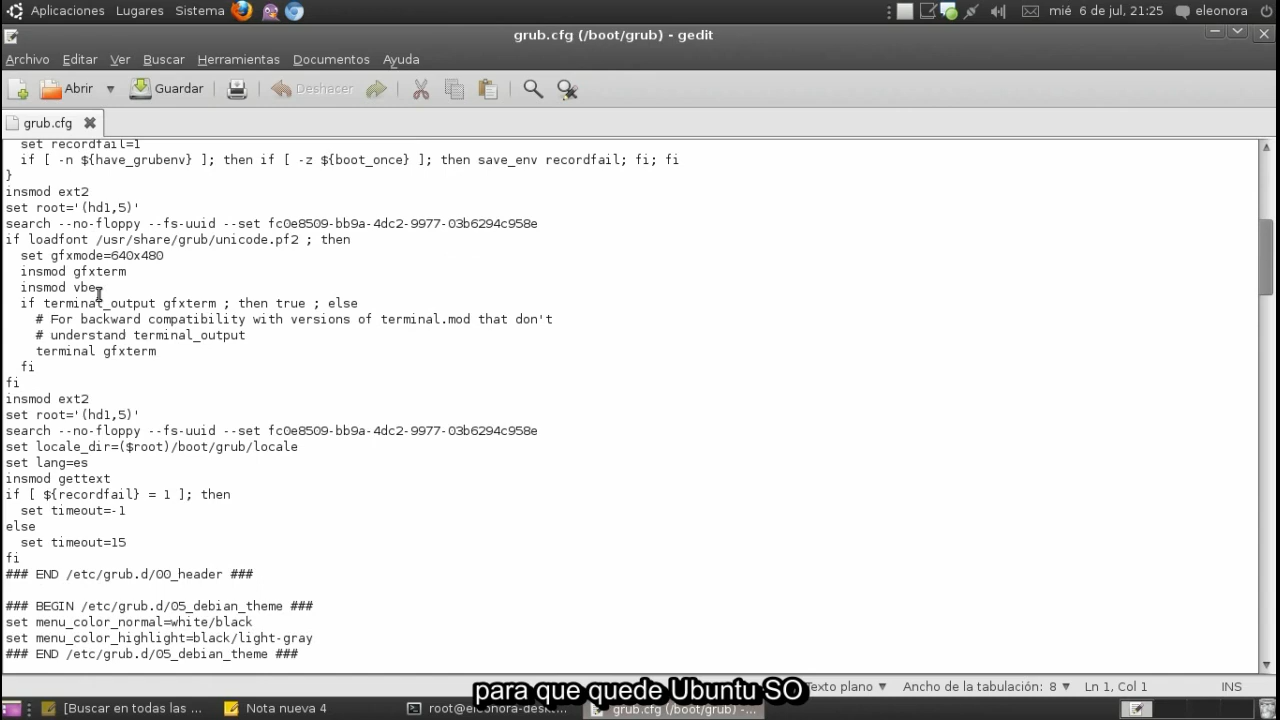 Aplicaciones Lugares Sistema mié 6 de jul, 21:25 eleonora
grub.cfg (/boot/grub) - gedit
Archivo Editar Ver Buscar Herramientas Documentos Ayuda
Abrir Guardar Deshacer
grub.cfg
set recordfail=1
if [ -n ${have_grubenv} ]; then if [ -z ${boot_once} ]; then save_env recordfail; fi; fi
}
insmod ext2
set root='(hd1,5)'
search --no-floppy --fs-uuid --set fc0e8509-bb9a-4dc2-9977-03b6294c958e
if loadfont /usr/share/grub/unicode.pf2 ; then
set gfxmode=640x480
insmod gfxterm
insmod vbe
if terminal_output gfxterm ; then true ; else
# For backward compatibility with versions of terminal.mod that don't
# understand terminal_output
terminal gfxterm
fi
fi
insmod ext2
set root='(hd1,5)'
search --no-floppy --fs-uuid --set fc0e8509-bb9a-4dc2-9977-03b6294c958e
set locale_dir=($root)/boot/grub/locale
set lang=es
insmod gettext
if [ ${recordfail} = 1 ]; then
set timeout=-1
else
set timeout=15
fi
### END /etc/grub.d/00_header ###
### BEGIN /etc/grub.d/05_debian_theme ###
set menu_color_normal=white/black
set menu_color_highlight=black/light-gray
### END /etc/grub.d/05_debian_theme ###
para que quede Ubuntu SO
Texto plano Ancho de la tabulación: 8 Ln 1, Col 1 INS
[Buscar en todas las ... Nota nueva 4 root@eleonora-deskt... grub.cfg (/boot/grub) -...